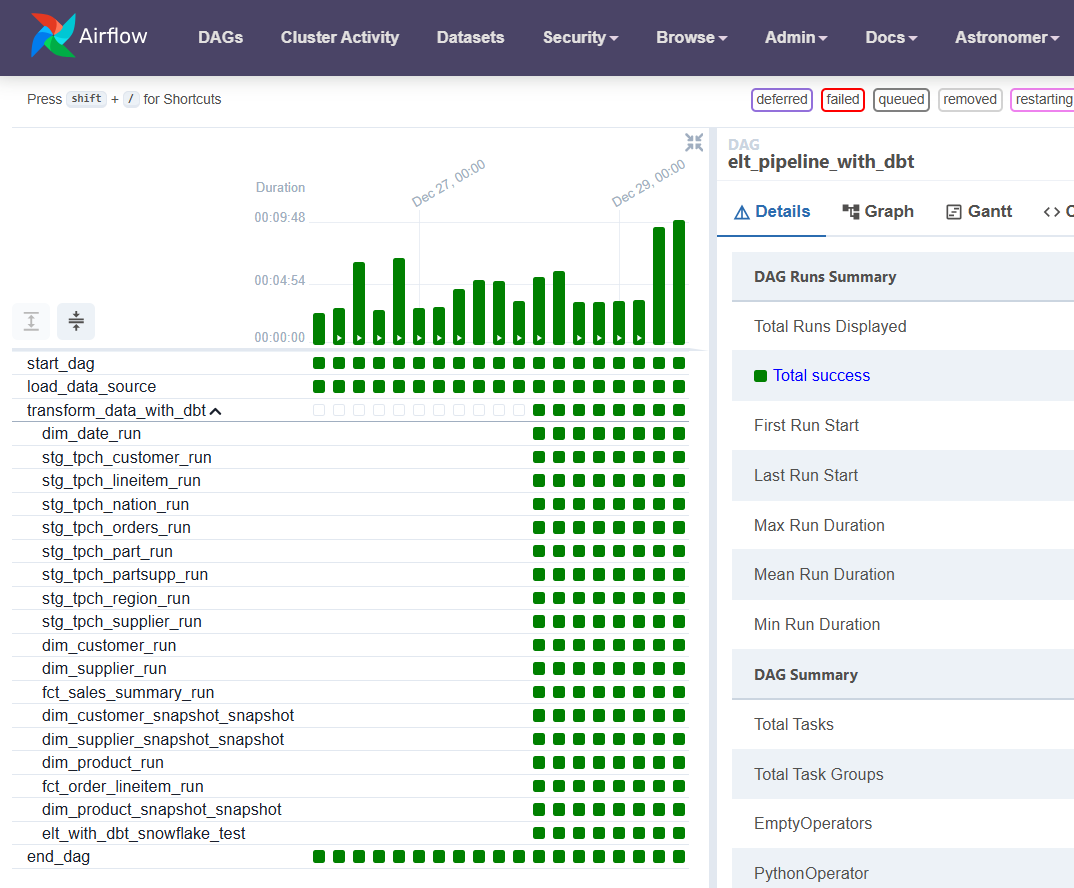 Airflow DAGs Cluster Activity Datasets Security Browse Admin Docs Astronomer
Press shift + / for Shortcuts
deferred failed queued removed restarting
Duration
Dec 27, 00:00
Dec 29, 00:00
00:09:48
00:04:54
00:00:00
start_dag
load_data_source
transform_data_with_dbt
dim_date_run
stg_tpch_customer_run
stg_tpch_lineitem_run
stg_tpch_nation_run
stg_tpch_orders_run
stg_tpch_part_run
stg_tpch_partsupp_run
stg_tpch_region_run
stg_tpch_supplier_run
dim_customer_run
dim_supplier_run
fct_sales_summary_run
dim_customer_snapshot_snapshot
dim_supplier_snapshot_snapshot
dim_product_run
fct_order_lineitem_run
dim_product_snapshot_snapshot
elt_with_dbt_snowflake_test
end_dag
DAG
elt_pipeline_with_dbt
Details Graph Gantt <>
DAG Runs Summary
Total Runs Displayed
Total success
First Run Start
Last Run Start
Max Run Duration
Mean Run Duration
Min Run Duration
DAG Summary
Total Tasks
Total Task Groups
EmptyOperators
PythonOperator